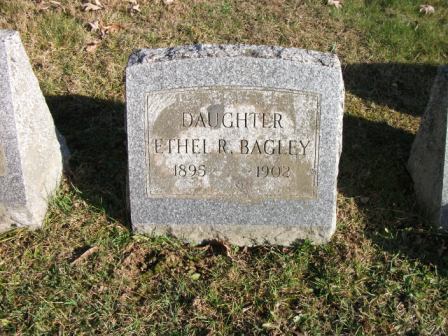 DAUGHTER
ETHEL R. BAGLEY
1895 1902